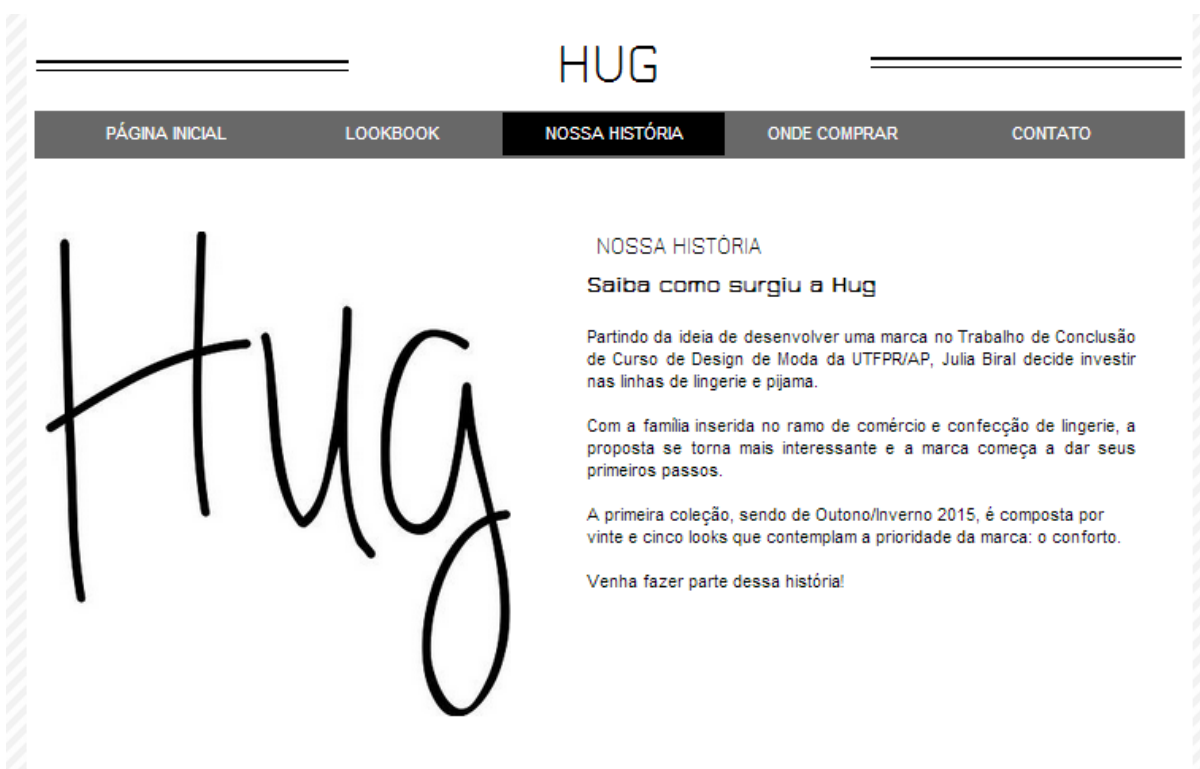 HUG
PÁGINA INICIAL LOOKBOOK NOSSA HISTÓRIA ONDE COMPRAR CONTATO
Hug
NOSSA HISTÓRIA
Saiba como surgiu a Hug
Partindo da ideia de desenvolver uma marca no Trabalho de Conclusão
de Curso de Design de Moda da UTFPR/AP, Julia Biral decide investir
nas linhas de lingerie e pijama.
Com a família inserida no ramo de comércio e confecção de lingerie, a
proposta se torna mais interessante e a marca começa a dar seus
primeiros passos.
A primeira coleção, sendo de Outono/Inverno 2015, é composta por
vinte e cinco looks que contemplam a prioridade da marca: o conforto.
Venha fazer parte dessa história!